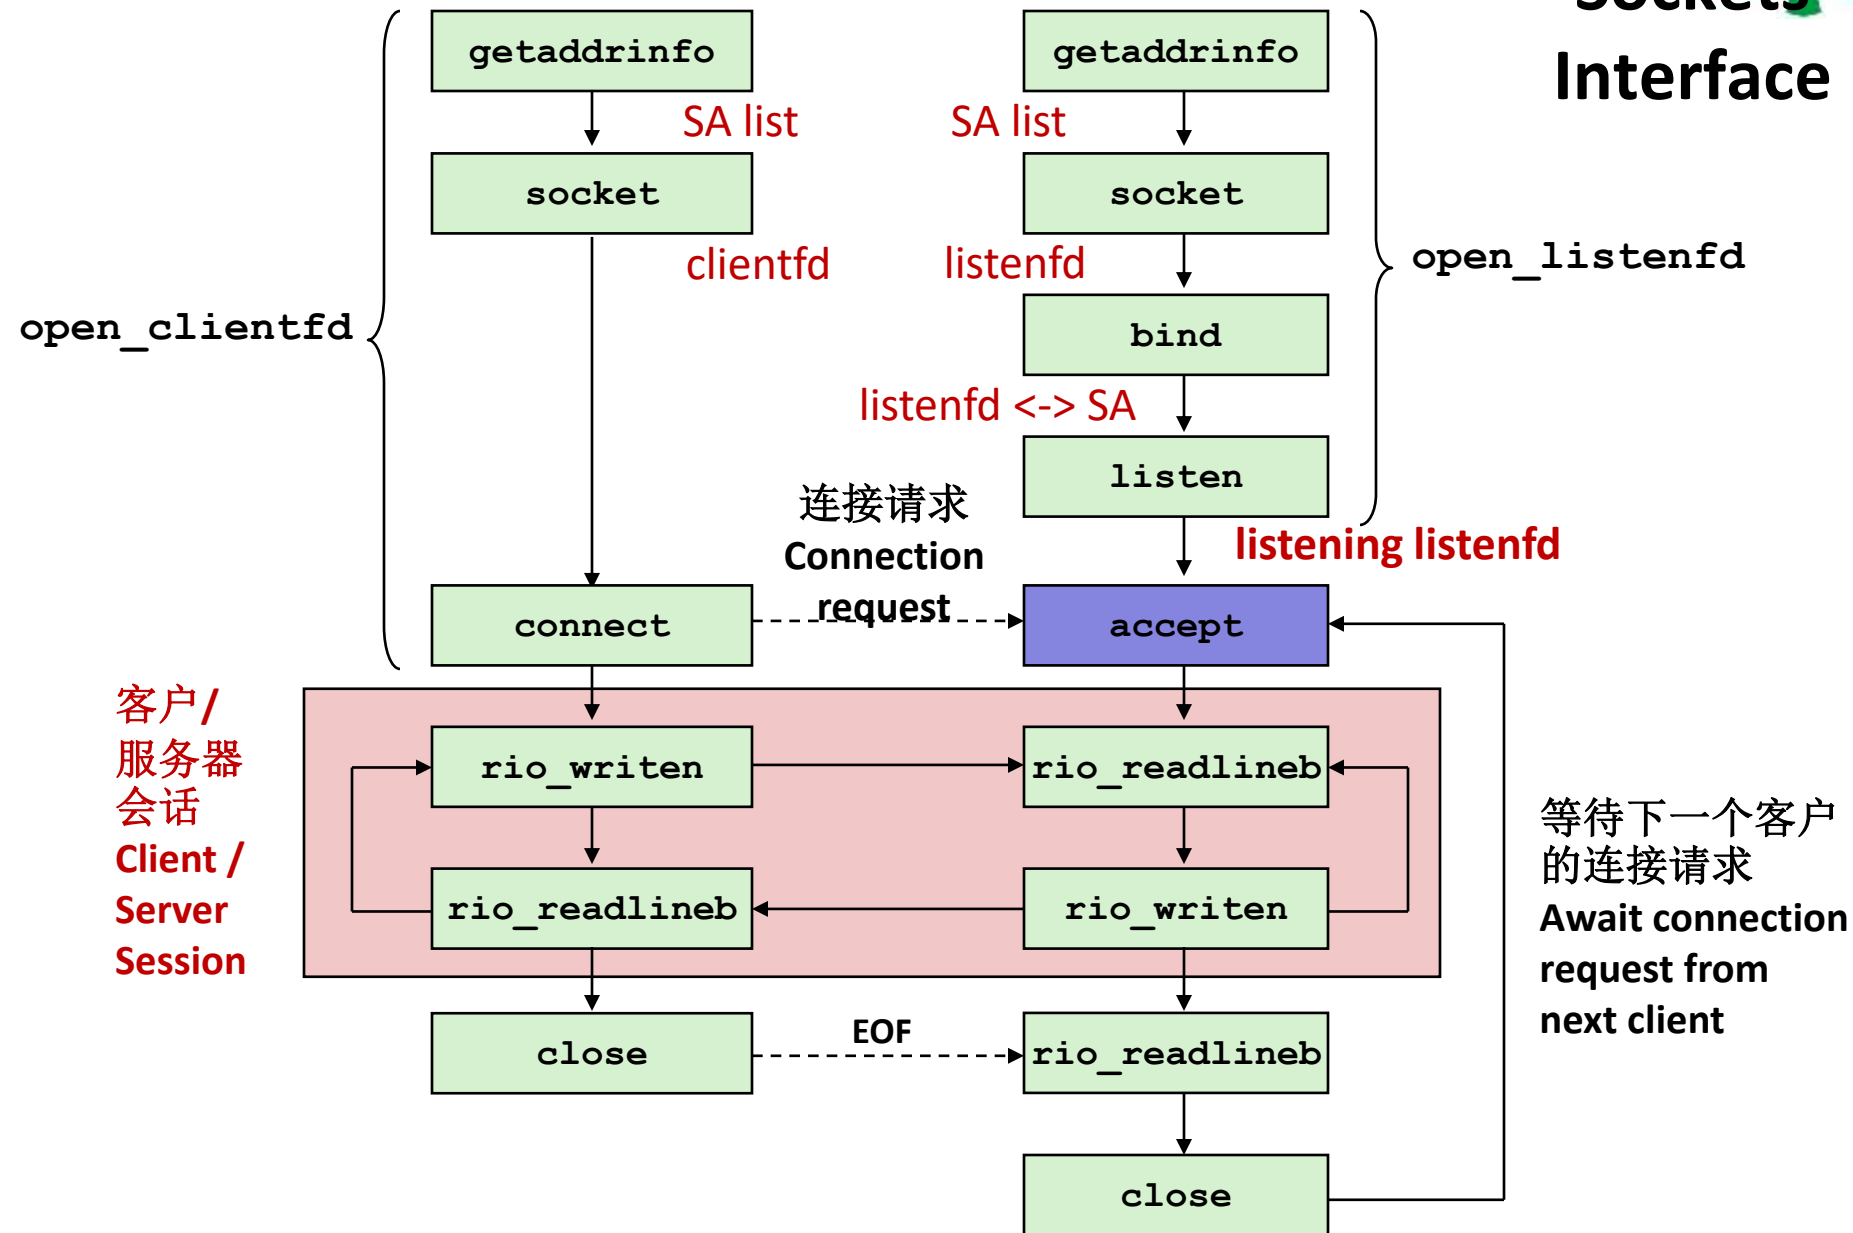 Sockets
Interface
getaddrinfo
getaddrinfo
SA list
SA list
socket
socket
clientfd
listenfd
open_listenfd
open_clientfd
bind
listenfd <-> SA
listen
连接请求
Connection
request
listening listenfd
connect
accept
客户/
服务器
会话
Client /
Server
Session
rio_writen
rio_readlineb
rio_readlineb
rio_writen
等待下一个客户
的连接请求
Await connection
request from
next client
close
EOF
rio_readlineb
close